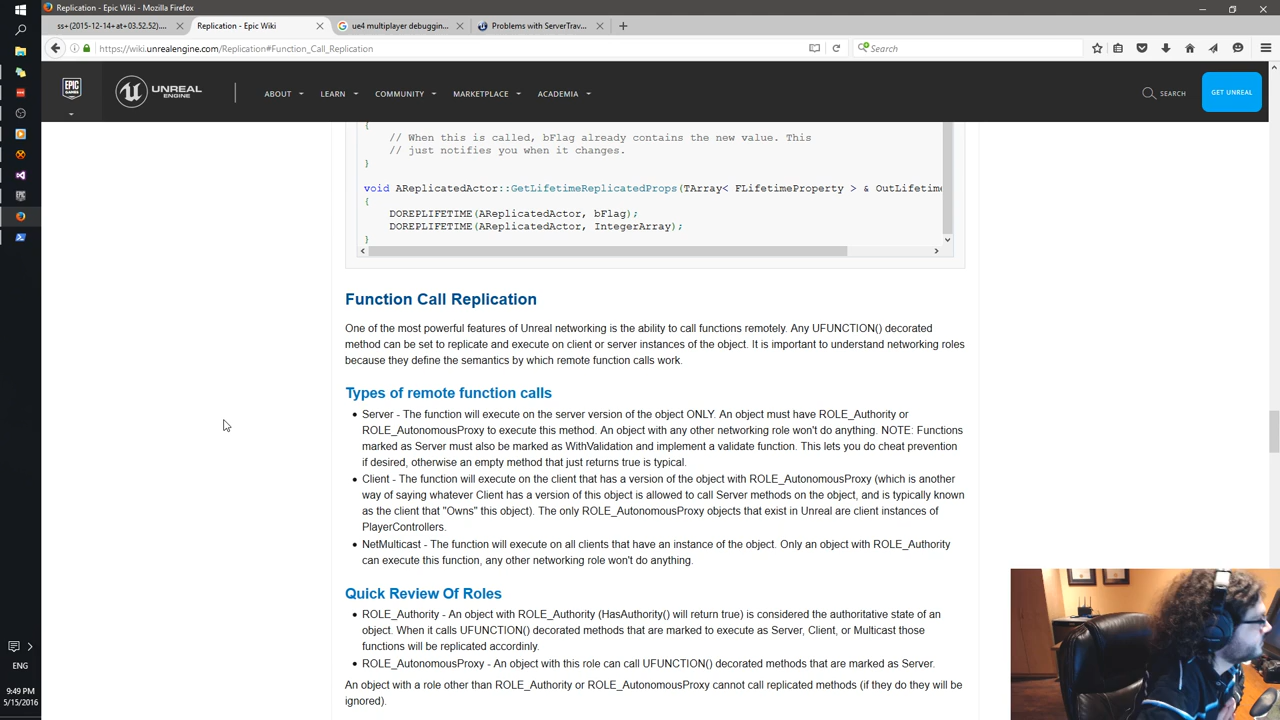 Replication - Epic Wiki - Mozilla Firefox
ss+(2015-12-14+at+03.52.52)....
Replication - Epic Wiki
ue4 multiplayer debugging...
Problems with ServerTrav...
https://wiki.unrealengine.com/Replication#Function_Call_Replication
Search
EPIC GAMES
UNREAL ENGINE
ABOUT
LEARN
COMMUNITY
MARKETPLACE
ACADEMIA
SEARCH
GET UNREAL
{
// When this is called, bFlag already contains the new value. This
// just notifies you when it changes.
}
void AReplicatedActor::GetLifetimeReplicatedProps(TArray< FLifetimeProperty > & OutLifetime
{
DOREPLIFETIME(AReplicatedActor, bFlag);
DOREPLIFETIME(AReplicatedActor, IntegerArray);
}
Function Call Replication
One of the most powerful features of Unreal networking is the ability to call functions remotely. Any UFUNCTION() decorated
method can be set to replicate and execute on client or server instances of the object. It is important to understand networking roles
because they define the semantics by which remote function calls work.
Types of remote function calls
• Server - The function will execute on the server version of the object ONLY. An object must have ROLE_Authority or
ROLE_AutonomousProxy to execute this method. An object with any other networking role won't do anything. NOTE: Functions
marked as Server must also be marked as WithValidation and implement a validate function. This lets you do cheat prevention
if desired, otherwise an empty method that just returns true is typical.
• Client - The function will execute on the client that has a version of the object with ROLE_AutonomousProxy (which is another
way of saying whatever Client has a version of this object is allowed to call Server methods on the object, and is typically known
as the client that "Owns" this object). The only ROLE_AutonomousProxy objects that exist in Unreal are client instances of
PlayerControllers.
• NetMulticast - The function will execute on all clients that have an instance of the object. Only an object with ROLE_Authority
can execute this function, any other networking role won't do anything.
Quick Review Of Roles
• ROLE_Authority - An object with ROLE_Authority (HasAuthority() will return true) is considered the authoritative state of an
object. When it calls UFUNCTION() decorated methods that are marked to execute as Server, Client, or Multicast those
functions will be replicated accordinly.
• ROLE_AutonomousProxy - An object with this role can call UFUNCTION() decorated methods that are marked as Server.
An object with a role other than ROLE_Authority or ROLE_AutonomousProxy cannot call replicated methods (if they do they will be
ignored).
ENG
9:49 PM
5/15/2016